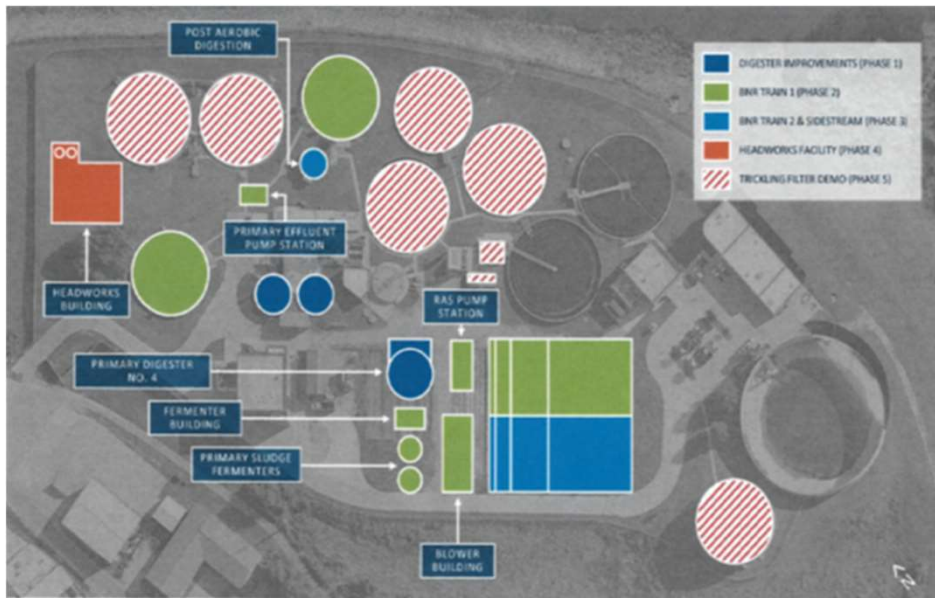 POST AEROBIC
DIGESTION
DIGESTER IMPROVEMENTS (PHASE 1)
BNR TRAIN 1 (PHASE 2)
BNR TRAIN 2 & SIDESTREAM (PHASE 3)
HEADWORKS FACILITY (PHASE 4)
TRICKLING FILTER DEMO (PHASE 5)
PRIMARY EFFLUENT
PUMP STATION
HEADWORKS
BUILDING
RAS PUMP
STATION
PRIMARY DIGESTER
NO. 4
FERMENTER
BUILDING
PRIMARY SLUDGE
FERMENTERS
BLOWER
BUILDING